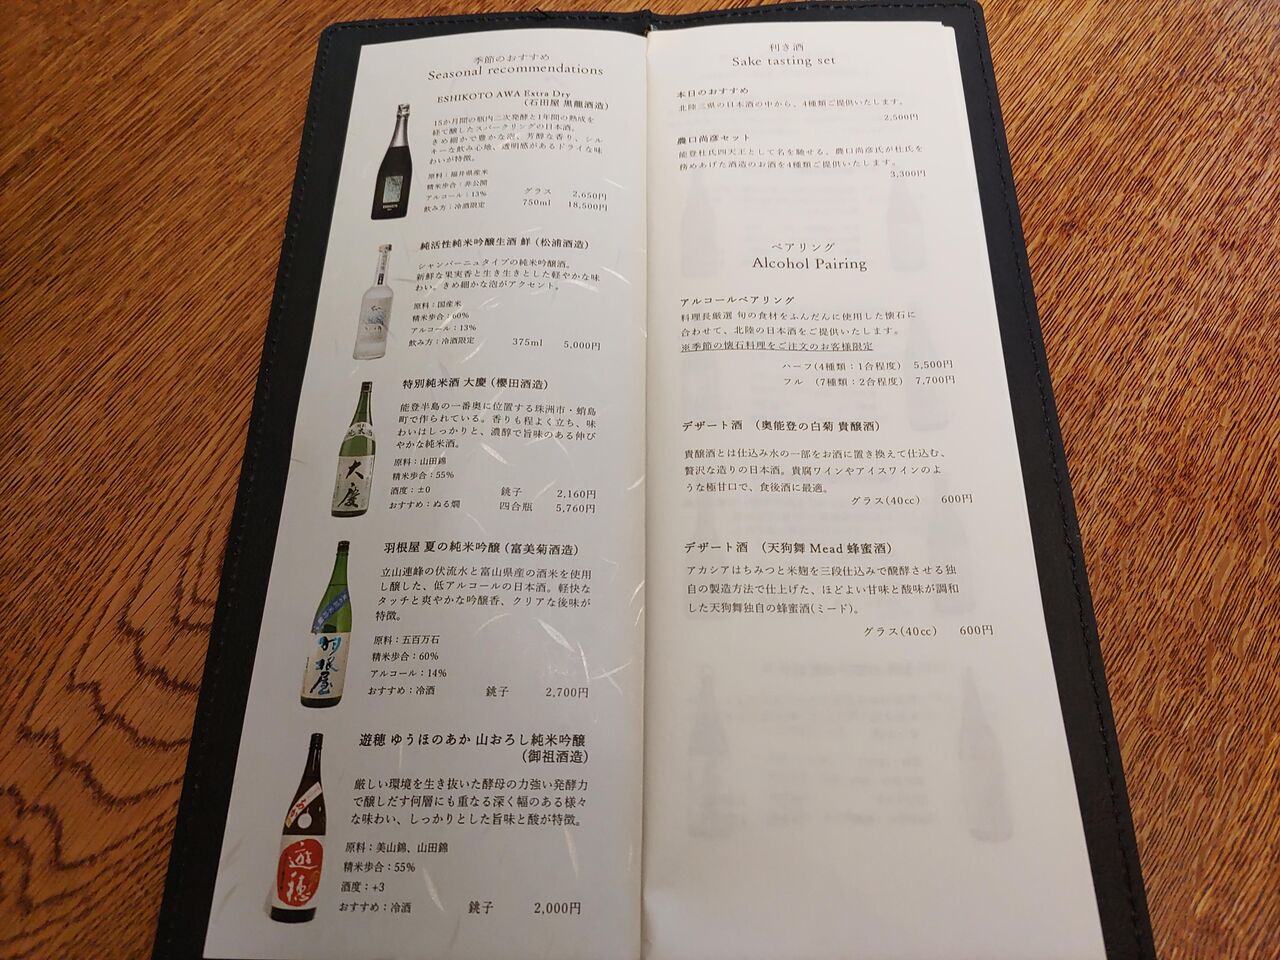 季節のおすすめ
Seasonal recommendations
ESHIKOTO AWA Extra Dry
(石田屋 黒龍酒造)
15か月間の瓶内二次発酵と1年間の熟成を
経て醸したスパークリングの日本酒。
きめ細かで豊かな泡、芳醇な香り、シル
キーな飲み心地、透明感があるドライな味
わいが特徴。
原料：福井県産米
精米歩合：非公開
アルコール：13% グラス 2,650円
飲み方：冷酒限定 750ml 18,500円
純活性純米吟醸生酒 鮮 (松浦酒造)
シャンパーニュタイプの純米吟醸酒。
新鮮な果実香と生き生きとした軽やかな味
わい。きめ細かな泡がアクセント。
原料：国産米
精米歩合：60%
アルコール：13%
飲み方：冷酒限定 375ml 5,000円
特別純米酒 大慶 (櫻田酒造)
能登半島の一番奥に位置する珠洲市・蛸島
町で作られている。香りも程よく立ち、味
わいはしっかりと、濃醇で旨味のある伸び
やかな純米酒。
原料：山田錦
精米歩合：55%
酒度：±0 銚子 2,160円
おすすめ：ぬる燗 四合瓶 5,760円
大慶
羽根屋 夏の純米吟醸 (富美菊酒造)
立山連峰の伏流水と富山県産の酒米を使用
し醸した、低アルコールの日本酒。軽快な
タッチと爽やかな吟醸香、クリアな後味が
特徴。
原料：五百万石
精米歩合：60%
アルコール：14%
おすすめ：冷酒 銚子 2,700円
羽根屋
遊穂 ゆうほのあか 山おろし純米吟醸
(御祖酒造)
厳しい環境を生き抜いた酵母の力強い発酵力
で醸しだす何層にも重なる深く幅のある様々
な味わい、しっかりとした旨味と酸が特徴。
原料：美山錦、山田錦
精米歩合：55%
酒度：+3
おすすめ：冷酒 銚子 2,000円
遊穂
利き酒
Sake tasting set
本日のおすすめ
北陸三県の日本酒の中から、4種類ご提供いたします。
2,500円
農口尚彦セット
能登杜氏四天王として名を馳せる、農口尚彦氏が杜氏を
務めあげた酒造のお酒を4種類ご提供いたします。
3,300円
ペアリング
Alcohol Pairing
アルコールペアリング
料理長厳選 旬の食材をふんだんに使用した懐石に
合わせて、北陸の日本酒をご提供いたします。
※季節の懐石料理をご注文のお客様限定
ハーフ(4種類：1合程度) 5,500円
フル (7種類：2合程度) 7,700円
デザート酒 (奥能登の白菊 貴醸酒)
貴醸酒とは仕込み水の一部をお酒に置き換えて仕込む、
贅沢な造りの日本酒。貴腐ワインやアイスワインのよ
うな極甘口で、食後酒に最適。
グラス(40cc) 600円
デザート酒 (天狗舞 Mead 蜂蜜酒)
アカシアはちみつと米麹を三段仕込みで醗酵させる独
自の製造方法で仕上げた、ほどよい甘味と酸味が調和
した天狗舞独自の蜂蜜酒(ミード)。
グラス(40cc) 600円